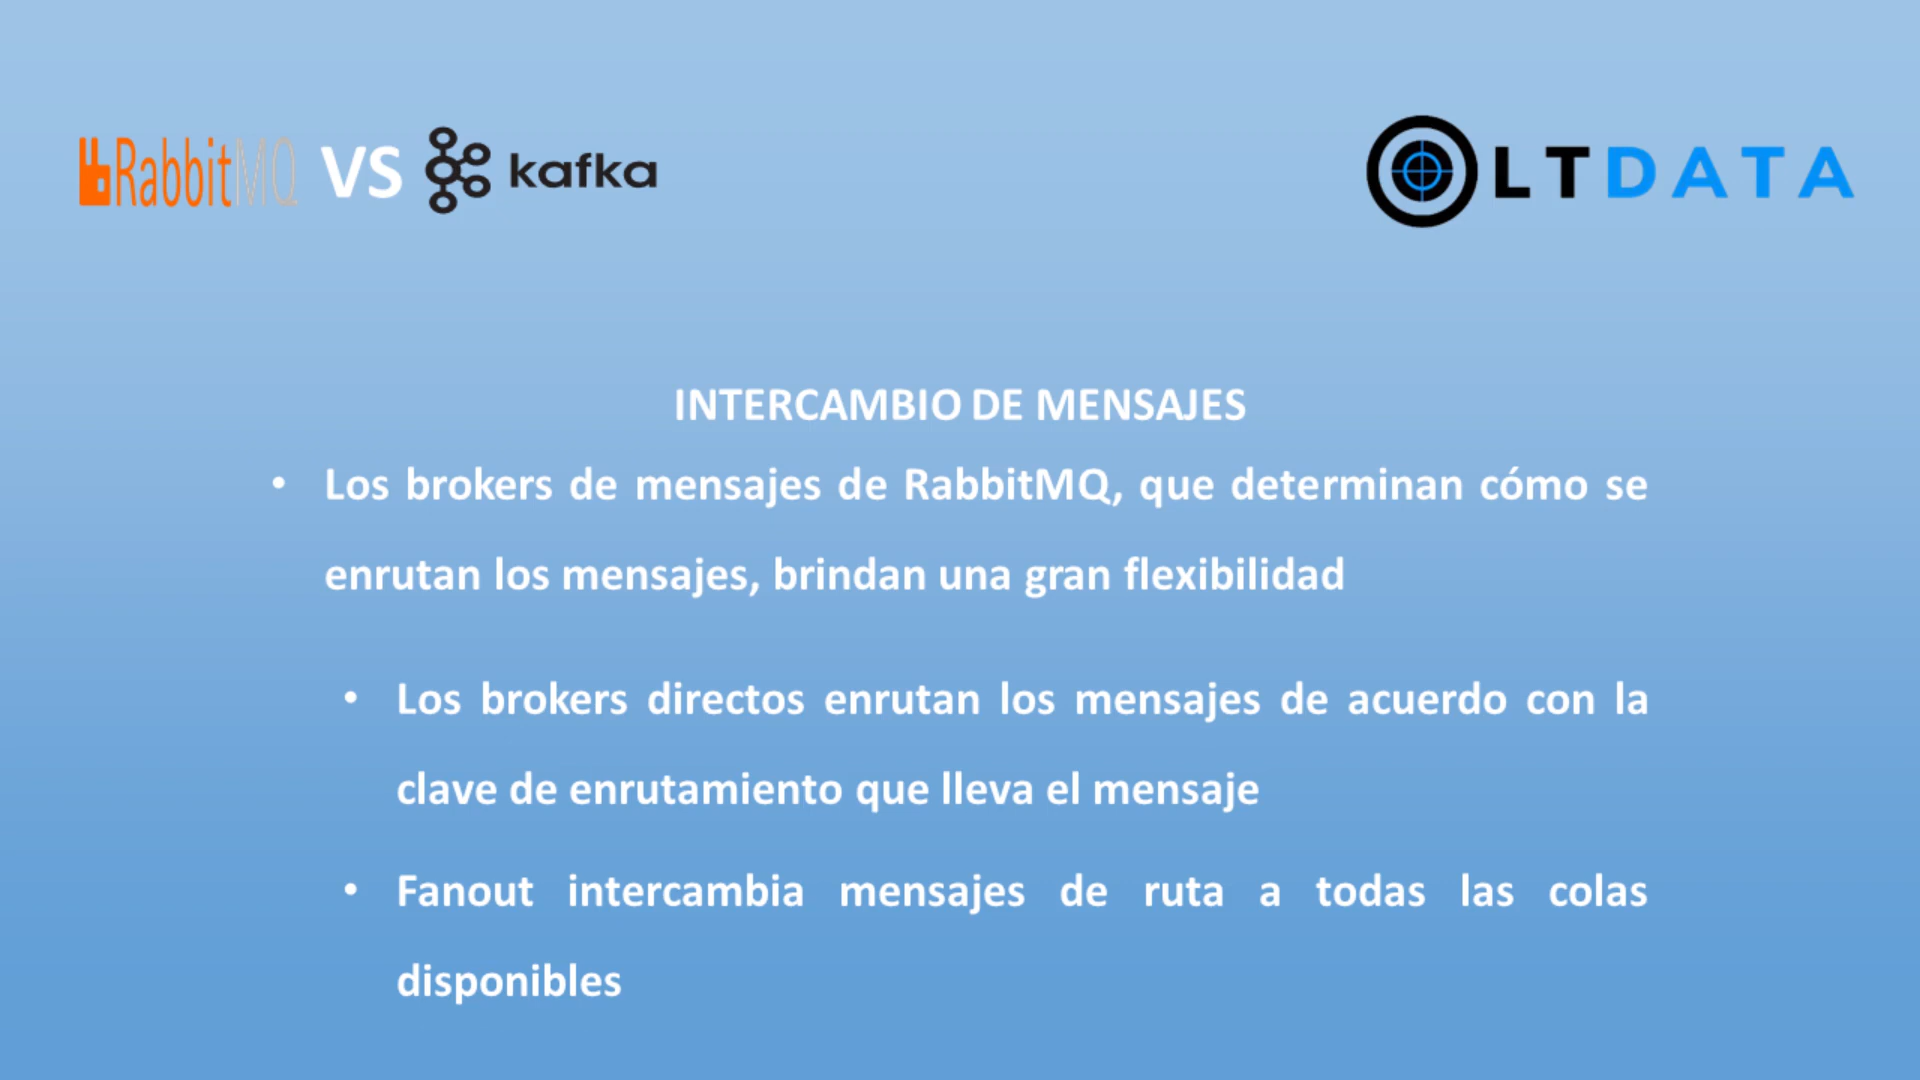 RabbitMQ VS kafka
OLTDATA
INTERCAMBIO DE MENSAJES
• Los brokers de mensajes de RabbitMQ, que determinan cómo se
enrutan los mensajes, brindan una gran flexibilidad
• Los brokers directos enrutan los mensajes de acuerdo con la
clave de enrutamiento que lleva el mensaje
• Fanout intercambia mensajes de ruta a todas las colas
disponibles